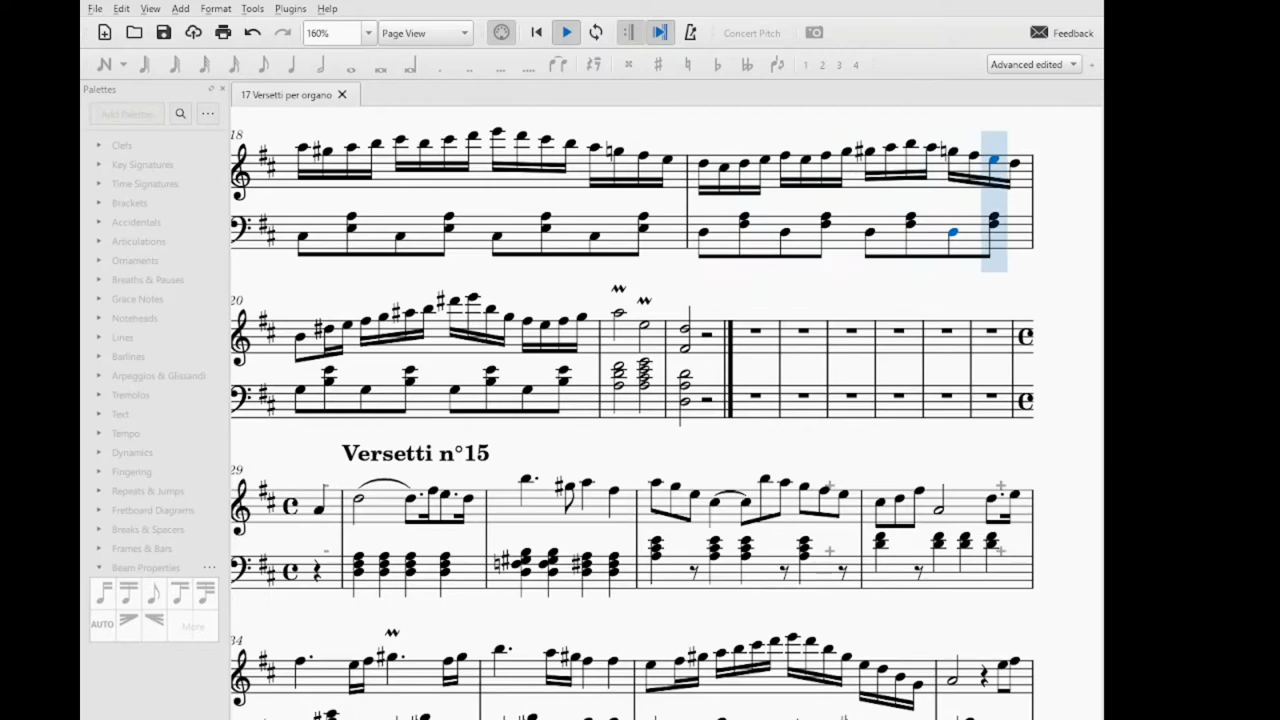 File Edit View Add Format Tools Plugins Help
160% Page View Concert Pitch Feedback
1 2 3 4 Advanced edited
Palettes
17 Versetti per organo
Add Palettes
Clefs
Key Signatures
Time Signatures
Brackets
Accidentals
Articulations
Ornaments
Breaths & Pauses
Grace Notes
Noteheads
Lines
Barlines
Arpeggios & Glissandi
Tremolos
Text
Tempo
Dynamics
Fingering
Repeats & Jumps
Fretboard Diagrams
Breaks & Spacers
Frames & Bars
Beam Properties
AUTO
More
18
20
Versetti n°15
29
34